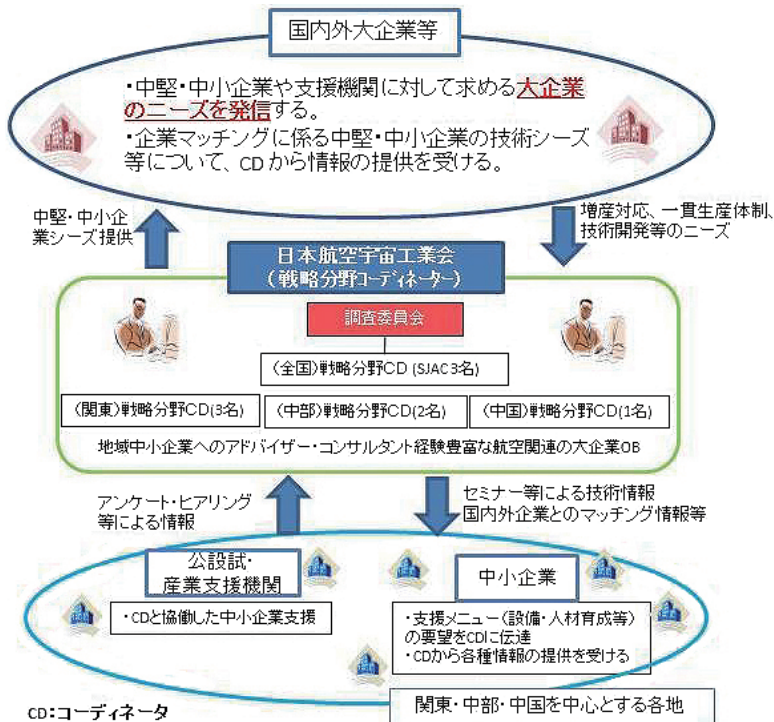 国内外大企業等
・中堅・中小企業や支援機関に対して求める大企業
のニーズを発信する。
・企業マッチングに係る中堅・中小企業の技術シーズ
等について、CDから情報の提供を受ける。
中堅・中小企
業シーズ提供
増産対応、一貫生産体制、
技術開発等のニーズ
日本航空宇宙工業会
（戦略分野コーディネーター）
調査委員会
（全国）戦略分野CD (SJAC3名)
（関東）戦略分野CD(3名)
（中部）戦略分野CD(2名)
（中国）戦略分野CD(1名)
地域中小企業へのアドバイザー・コンサルタント経験豊富な航空関連の大企業OB
アンケート・ヒアリング
等による情報
セミナー等による技術情報
国内外企業とのマッチング情報等
公設試・
産業支援機関
・CDと協働した中小企業支援
中小企業
・支援メニュー（設備・人材育成等）
の要望をCDに伝達
・CDから各種情報の提供を受ける
関東・中部・中国を中心とする各地
CD：コーディネータ